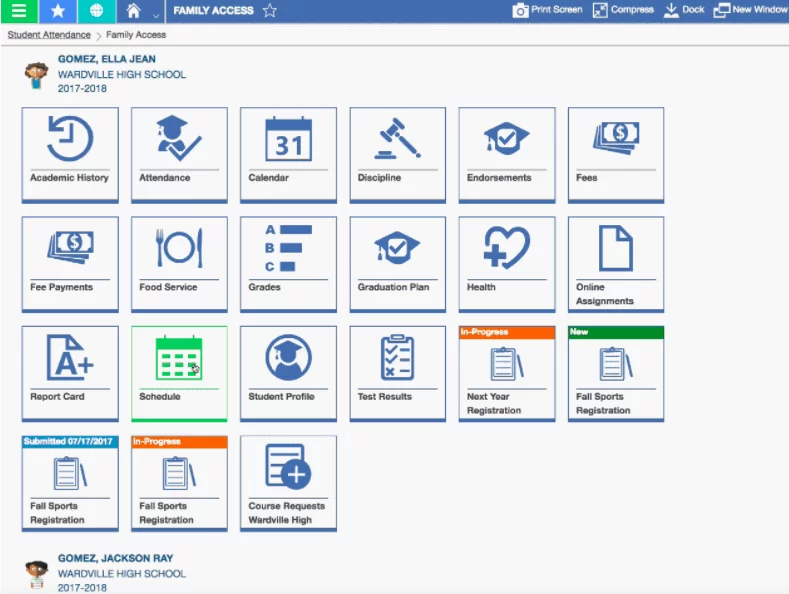 FAMILY ACCESS
Print Screen
Compress
Dock
New Window
Student Attendance > Family Access
GOMEZ, ELLA JEAN
WARDVILLE HIGH SCHOOL
2017-2018
Academic History
Attendance
31
Calendar
Discipline
Endorsements
$
Fees
$
Fee Payments
Food Service
A
B
C
Grades
Graduation Plan
Health
Online
Assignments
A+
Report Card
Schedule
Student Profile
Test Results
In-Progress
Next Year
Registration
New
Fall Sports
Registration
Submitted 07/17/2017
Fall Sports
Registration
In-Progress
Fall Sports
Registration
Course Requests
Wardville High
GOMEZ, JACKSON RAY
WARDVILLE HIGH SCHOOL
2017-2018